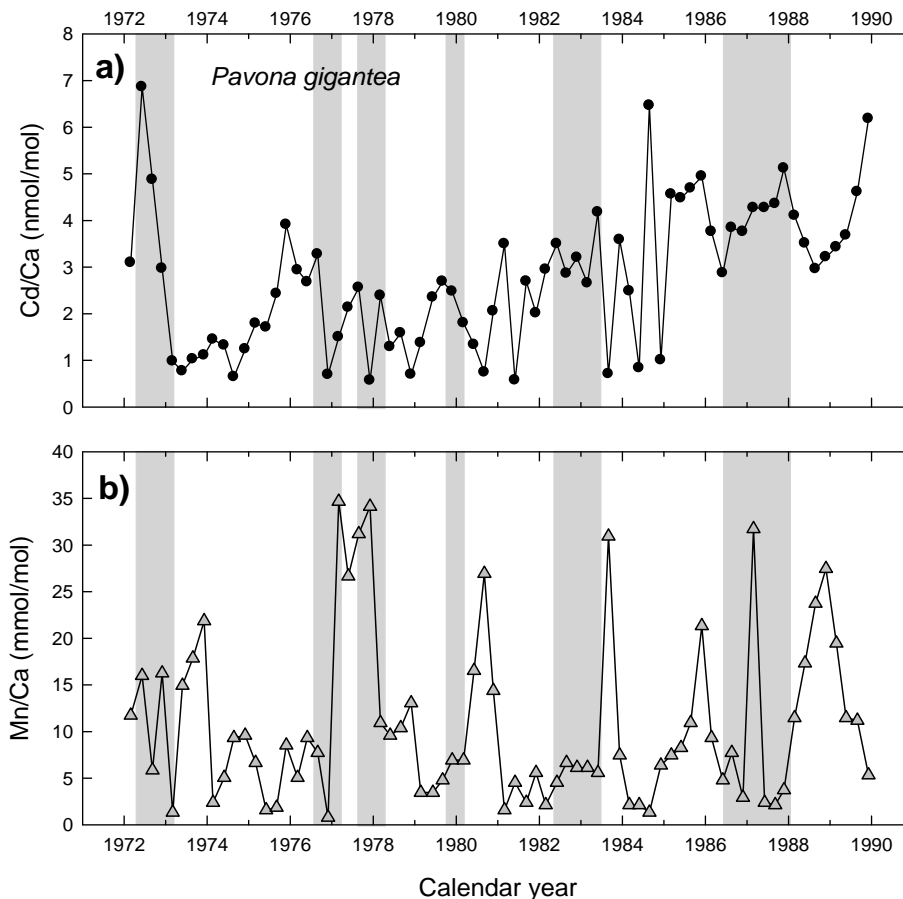 1972 1974 1976 1978 1980 1982 1984 1986 1988 1990
a)
Pavona gigantea
Cd/Ca (nmol/mol)
8
7
6
5
4
3
2
1
0
b)
Mn/Ca (mmol/mol)
40
35
30
25
20
15
10
5
0
1972 1974 1976 1978 1980 1982 1984 1986 1988 1990
Calendar year